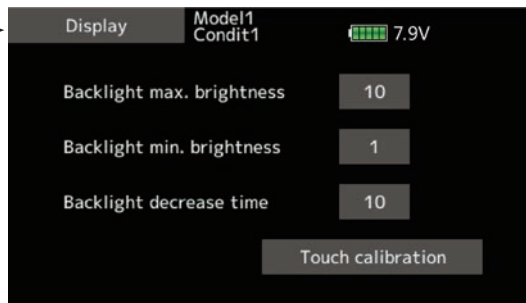 Display
Model1
Condit1
7.9V
Backlight max. brightness 10
Backlight min. brightness 1
Backlight decrease time 10
Touch calibration